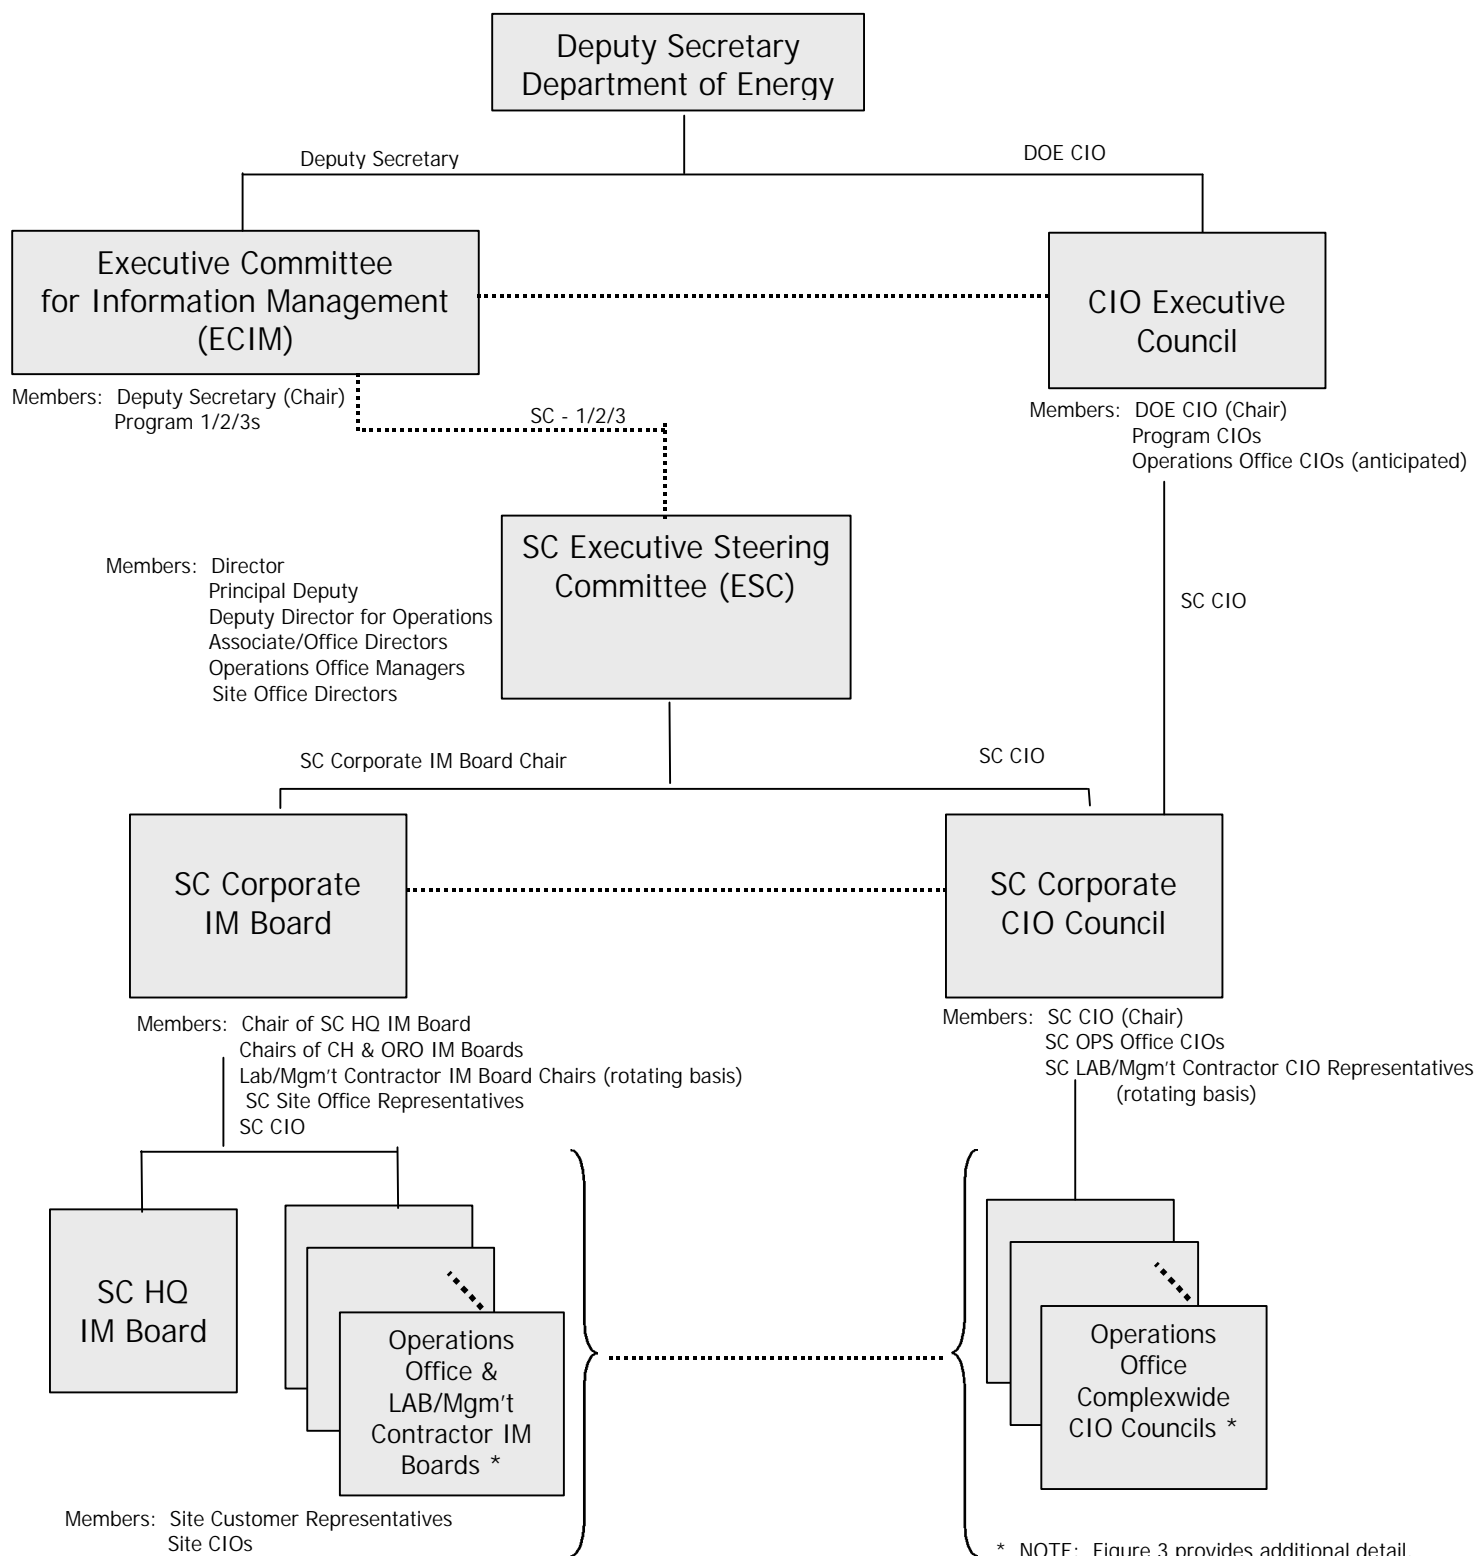 Deputy Secretary
Department of Energy
Deputy Secretary
DOE CIO
Executive Committee
for Information Management
(ECIM)
CIO Executive
Council
Members: Deputy Secretary (Chair)
Program 1/2/3s
SC - 1/2/3
Members: DOE CIO (Chair)
Program CIOs
Operations Office CIOs (anticipated)
SC Executive Steering
Committee (ESC)
Members: Director
Principal Deputy
Deputy Director for Operations
Associate/Office Directors
Operations Office Managers
Site Office Directors
SC CIO
SC Corporate IM Board Chair
SC CIO
SC Corporate
IM Board
SC Corporate
CIO Council
Members: Chair of SC HQ IM Board
Chairs of CH & ORO IM Boards
Lab/Mgm't Contractor IM Board Chairs (rotating basis)
SC Site Office Representatives
SC CIO
Members: SC CIO (Chair)
SC OPS Office CIOs
SC LAB/Mgm't Contractor CIO Representatives
(rotating basis)
SC HQ
IM Board
Operations
Office &
LAB/Mgm't
Contractor IM
Boards *
Operations
Office
Complexwide
CIO Councils *
Members: Site Customer Representatives
Site CIOs
* NOTE: Figure 3 provides additional detail